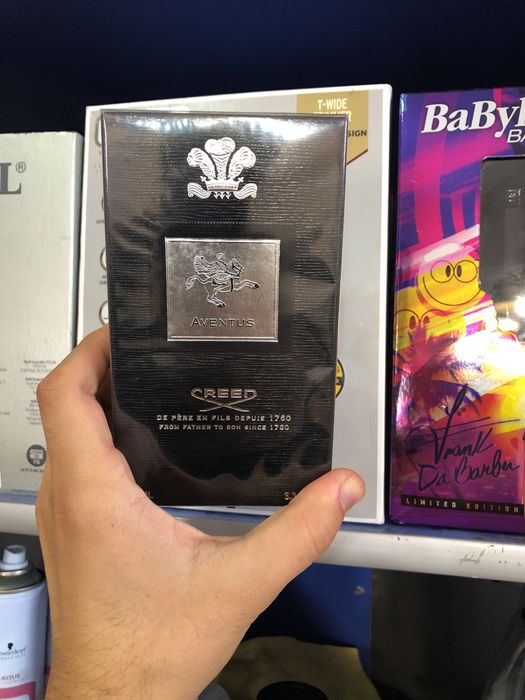 AVENTUS
CREED
DE PÈRE EN FILS DEPUIS 1760
FROM FATHER TO SON SINCE 1760
T-WIDE
BaByl
Frank
Da Barber
LIMITED EDITION
L®